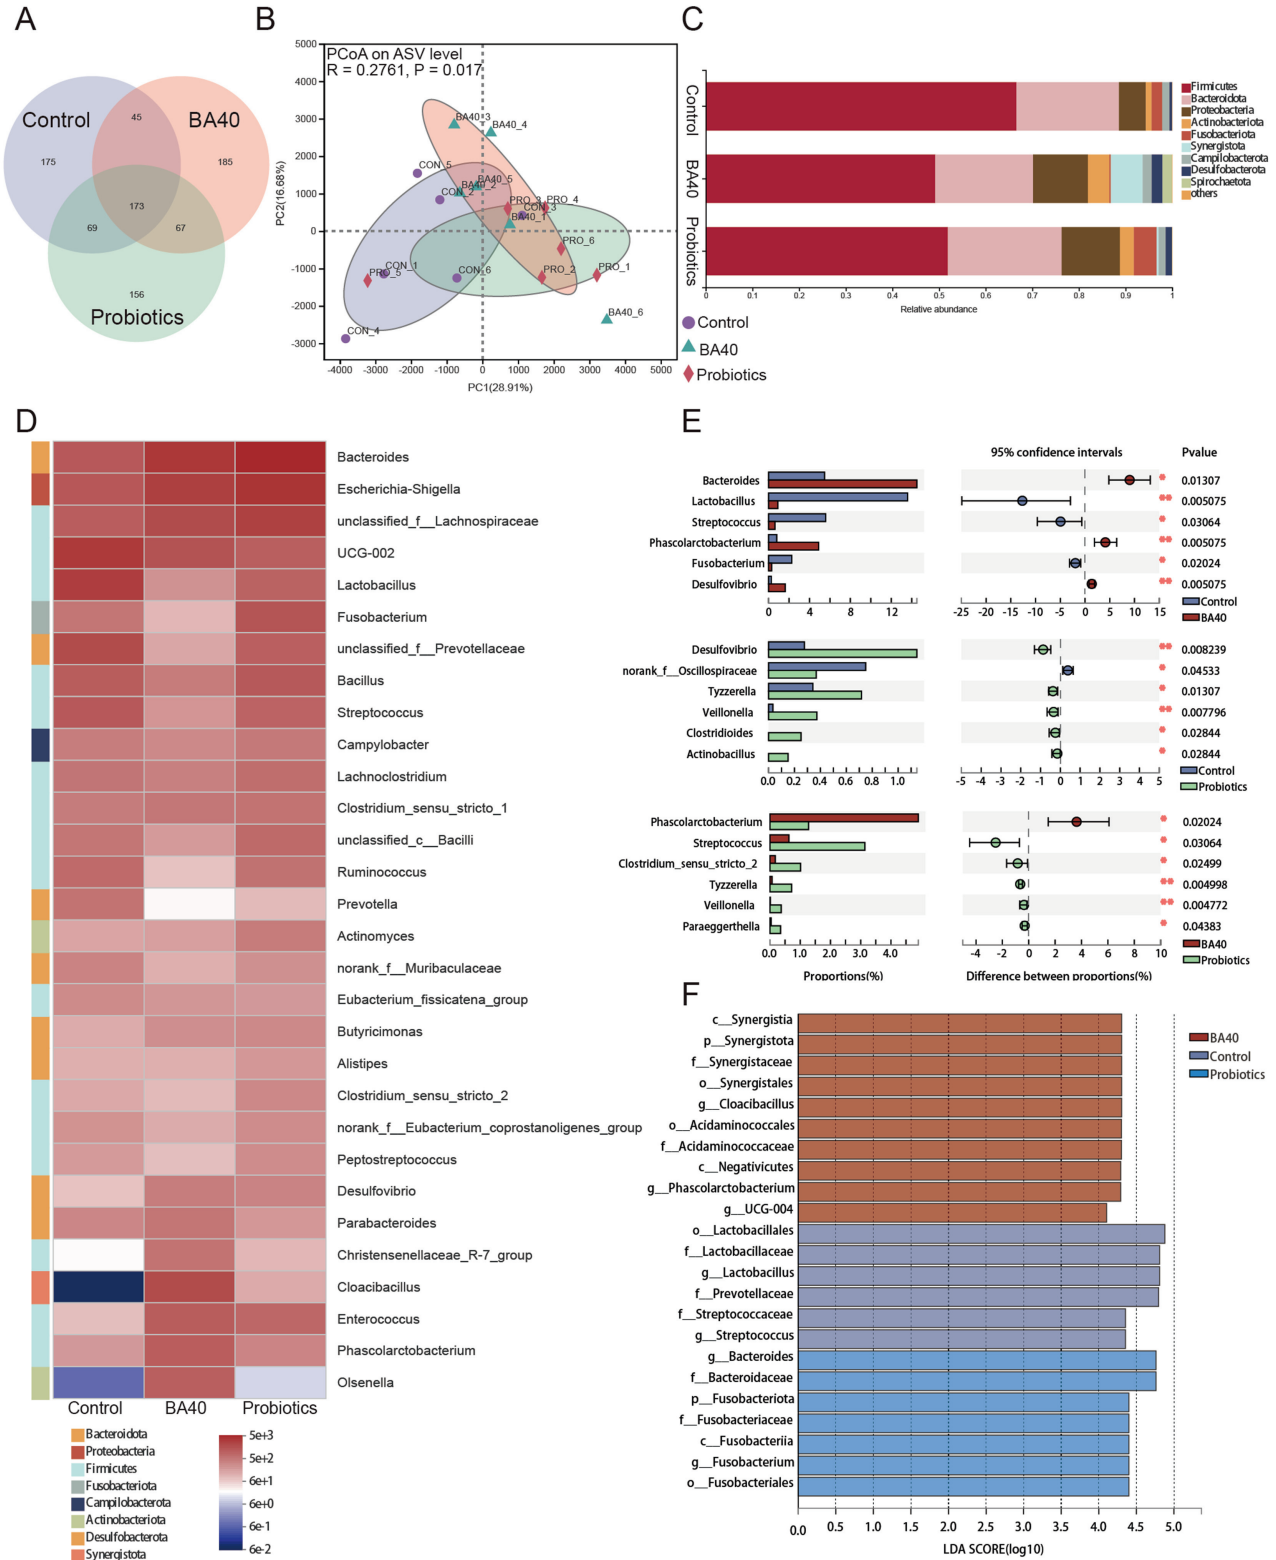 A
Control
BA40
45
175
185
173
69
67
156
Probiotics
B
PCoA on ASV level
R = 0.2761, P = 0.017
5000
4000
3000
2000
1000
0
-1000
-2000
-3000
PC2(16.68%)
BA40_3
BA40_4
CON_5
BA40_5
BA40_2
CON_2
PRO_3
PRO_4
CON_3
BA40_1
PRO_6
CON_1
PRO_5
CON_6
PRO_2
PRO_1
BA40_6
CON_4
-4000 -3000 -2000 -1000 0 1000 2000 3000 4000 5000
PC1(28.91%)
Control
BA40
Probiotics
C
Control
BA40
Probiotics
0 0.1 0.2 0.3 0.4 0.5 0.6 0.7 0.8 0.9 1
Relative abundance
Firmicutes
Bacteroidota
Proteobacteria
Actinobacteriota
Fusobacteriota
Synergistota
Campilobacterota
Desulfobacterota
Spirochaetota
others
D
Bacteroides
Escherichia-Shigella
unclassified_f__Lachnospiraceae
UCG-002
Lactobacillus
Fusobacterium
unclassified_f__Prevotellaceae
Bacillus
Streptococcus
Campylobacter
Lachnoclostridium
Clostridium_sensu_stricto_1
unclassified_c__Bacilli
Ruminococcus
Prevotella
Actinomyces
norank_f__Muribaculaceae
Eubacterium_fissicatena_group
Butyricimonas
Alistipes
Clostridium_sensu_stricto_2
norank_f__Eubacterium_coprostanoligenes_group
Peptostreptococcus
Desulfovibrio
Parabacteroides
Christensenellaceae_R-7_group
Cloacibacillus
Enterococcus
Phascolarctobacterium
Olsenella
Control BA40 Probiotics
Bacteroidota
Proteobacteria
Firmicutes
Fusobacteriota
Campilobacterota
Actinobacteriota
Desulfobacterota
Synergistota
5e+3
5e+2
6e+1
6e+0
6e-1
6e-2
E
95% confidence intervals
Pvalue
Bacteroides 0.01307
Lactobacillus 0.005075
Streptococcus 0.03064
Phascolarctobacterium 0.005075
Fusobacterium 0.02024
Desulfovibrio 0.005075
0 4 8 12
-25 -20 -15 -10 -5 0 5 10 15
Control
BA40
Desulfovibrio 0.008239
norank_f__Oscillospiraceae 0.04533
Tyzzerella 0.01307
Veillonella 0.007796
Clostridioides 0.02844
Actinobacillus 0.02844
0.0 0.2 0.4 0.6 0.8 1.0
-5 -4 -3 -2 -1 0 1 2 3 4 5
Control
Probiotics
Phascolarctobacterium 0.02024
Streptococcus 0.03064
Clostridium_sensu_stricto_2 0.02499
Tyzzerella 0.004998
Veillonella 0.004772
Paraeggerthella 0.04383
0.0 1.0 2.0 3.0 4.0
-4 -2 0 2 4 6 8 10
BA40
Probiotics
Proportions(%)
Difference between proportions(%)
F
c__Synergistia
p__Synergistota
f__Synergistaceae
o__Synergistales
g__Cloacibacillus
o__Acidaminococcales
f__Acidaminococcaceae
c__Negativicutes
g__Phascolarctobacterium
g__UCG-004
o__Lactobacillales
f__Lactobacillaceae
g__Lactobacillus
f__Prevotellaceae
f__Streptococcaceae
g__Streptococcus
g__Bacteroides
f__Bacteroidaceae
p__Fusobacteriota
f__Fusobacteriaceae
c__Fusobacteriia
g__Fusobacterium
o__Fusobacteriales
0.0 0.5 1.0 1.5 2.0 2.5 3.0 3.5 4.0 4.5 5.0
LDA SCORE(log10)
BA40
Control
Probiotics